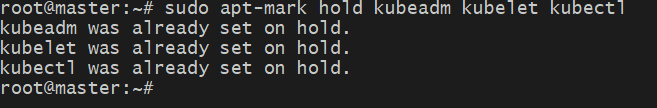 root@master:~# sudo apt-mark hold kubeadm kubelet kubectl
kubeadm was already set on hold.
kubelet was already set on hold.
kubectl was already set on hold.
root@master:~#